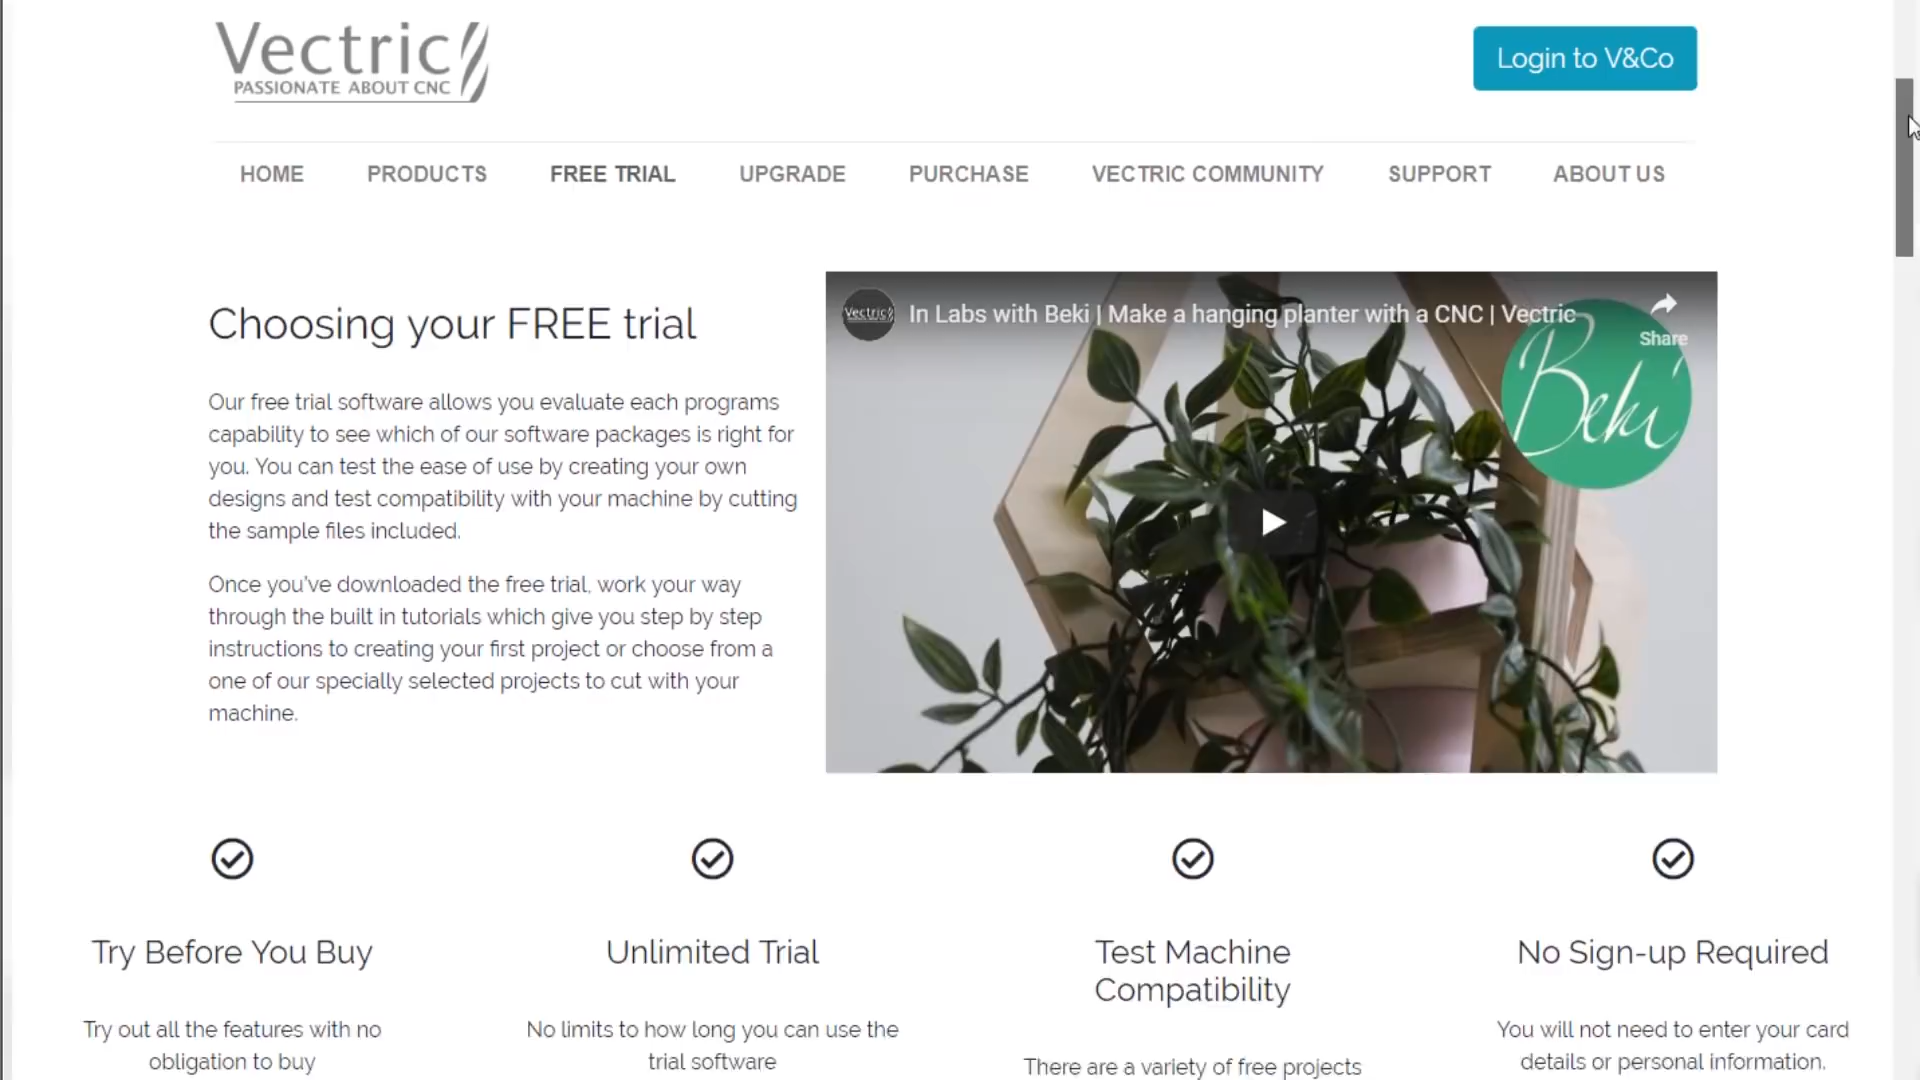 Vectric
PASSIONATE ABOUT CNC
Login to V&Co
HOME PRODUCTS FREE TRIAL UPGRADE PURCHASE VECTRIC COMMUNITY SUPPORT ABOUT US
Choosing your FREE trial
Our free trial software allows you evaluate each programs
capability to see which of our software packages is right for
you. You can test the ease of use by creating your own
designs and test compatibility with your machine by cutting
the sample files included.
Once you've downloaded the free trial, work your way
through the built in tutorials which give you step by step
instructions to creating your first project or choose from a
one of our specially selected projects to cut with your
machine.
Vectric
In Labs with Beki | Make a hanging planter with a CNC | Vectric
Share
Beki
Try Before You Buy
Try out all the features with no
obligation to buy
Unlimited Trial
No limits to how long you can use the
trial software
Test Machine
Compatibility
There are a variety of free projects
No Sign-up Required
You will not need to enter your card
details or personal information.